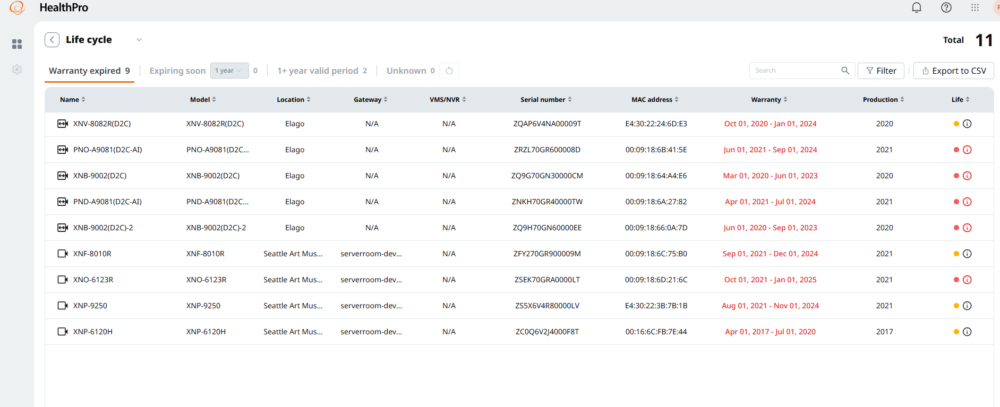 HealthPro
Life cycle
Total 11
Warranty expired 9 Expiring soon 1 year 0 1+ year valid period 2 Unknown 0 Search Filter Export to CSV
Name Model Location Gateway VMS/NVR Serial number MAC address Warranty Production Life
XNV-8082R(D2C) XNV-8082R(D2C) Elago N/A N/A ZQAP6V4NA00009T E4:30:22:24:6D:E3 Oct 01, 2020 - Jan 01, 2024 2020
PNO-A9081(D2C-AI) PNO-A9081(D2C... Elago N/A N/A ZRZL70GR600008D 00:09:18:6B:41:5E Jun 01, 2021 - Sep 01, 2024 2021
XNB-9002(D2C) XNB-9002(D2C) Elago N/A N/A ZQ9G70GN30000CM 00:09:18:64:A4:E6 Mar 01, 2020 - Jun 01, 2023 2020
PND-A9081(D2C-AI) PND-A9081(D2C... Elago N/A N/A ZNKH70GR40000TW 00:09:18:6A:27:82 Apr 01, 2021 - Jul 01, 2024 2021
XNB-9002(D2C)-2 XNB-9002(D2C)-2 Elago N/A N/A ZQ9H70GN60000EE 00:09:18:66:0A:7D Jun 01, 2020 - Sep 01, 2023 2020
XNF-8010R XNF-8010R Seattle Art Mus... serverroom-dev... N/A ZFY270GR900009M 00:09:18:6C:75:B0 Sep 01, 2021 - Dec 01, 2024 2021
XNO-6123R XNO-6123R Seattle Art Mus... serverroom-dev... N/A ZSEK70GRA0000LT 00:09:18:6D:21:6C Oct 01, 2021 - Jan 01, 2025 2021
XNP-9250 XNP-9250 Seattle Art Mus... serverroom-dev... N/A ZS5X6V4R80000LV E4:30:22:3B:7B:1B Aug 01, 2021 - Nov 01, 2024 2021
XNP-6120H XNP-6120H Seattle Art Mus... serverroom-dev... N/A ZC0Q6V2J4000F8T 00:16:6C:FB:7E:44 Apr 01, 2017 - Jul 01, 2020 2017